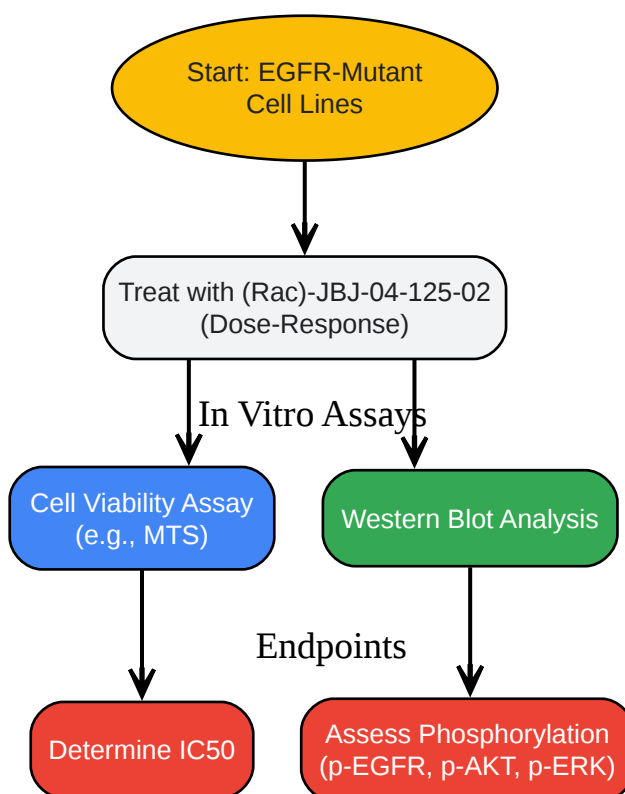 Start: EGFR-Mutant
Cell Lines
Treat with (Rac)-JBJ-04-125-02
(Dose-Response)
In Vitro Assays
Cell Viability Assay
(e.g., MTS)
Western Blot Analysis
Endpoints
Determine IC50
Assess Phosphorylation
(p-EGFR, p-AKT, p-ERK)